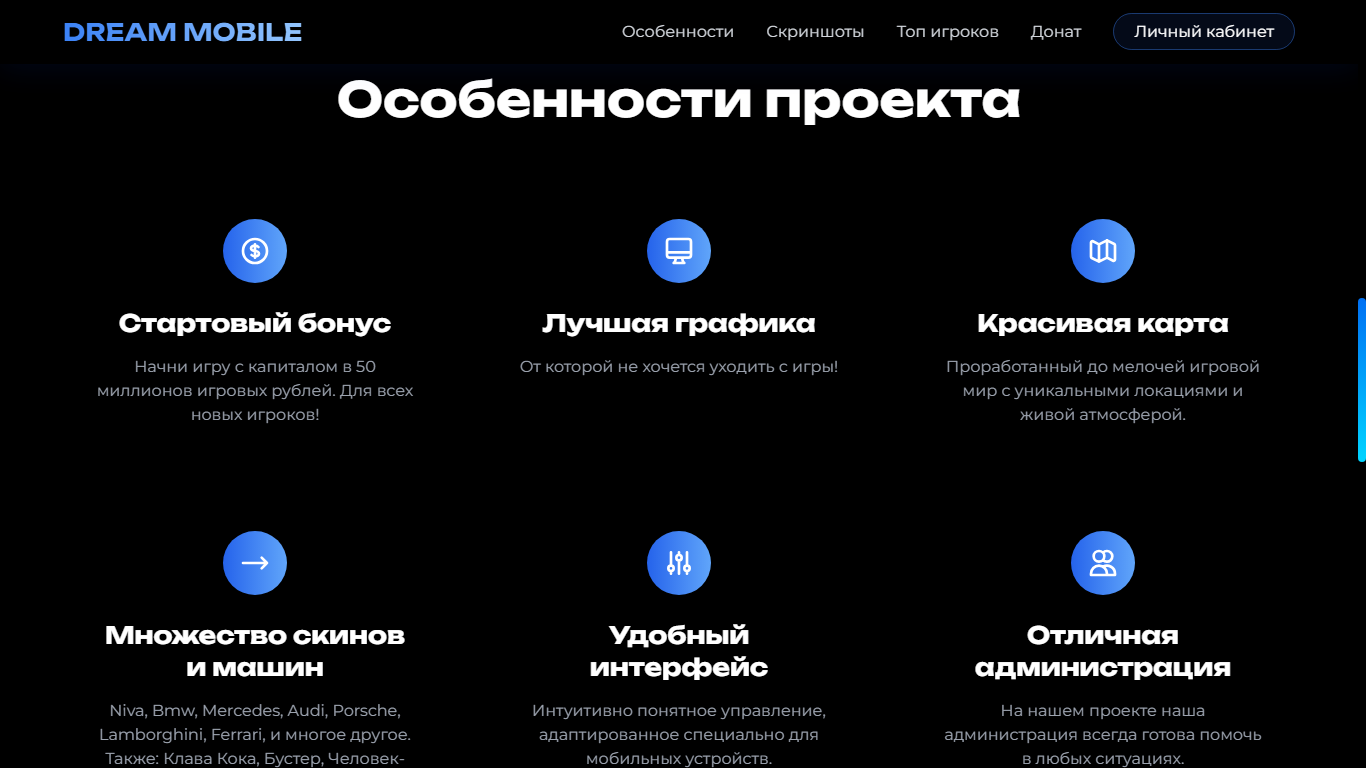 DREAM MOBILE
Особенности
Скриншоты
Топ игроков
Донат
Личный кабинет
Особенности проекта
Стартовый бонус
Начни игру с капиталом в 50
миллионов игровых рублей. Для всех
новых игроков!
Лучшая графика
От которой не хочется уходить с игры!
Красивая карта
Проработанный до мелочей игровой
мир с уникальными локациями и
живой атмосферой.
Множество скинов
и машин
Niva, Bmw, Mercedes, Audi, Porsche,
Lamborghini, Ferrari, и многое другое.
Также: Клава Кока, Бустер, Человек-
Удобный
интерфейс
Интуитивно понятное управление,
адаптированное специально для
мобильных устройств.
Отличная
администрация
На нашем проекте наша
администрация всегда готова помочь
в любых ситуациях.